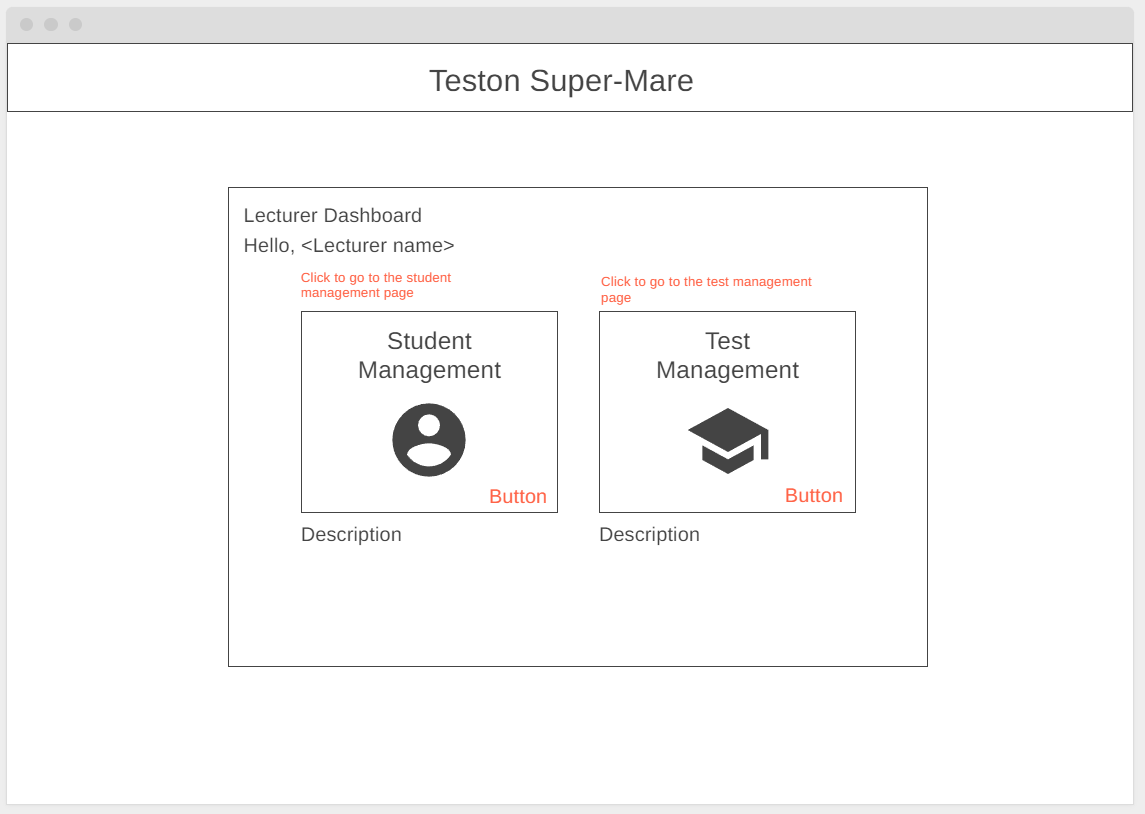 Teston Super-Mare
Lecturer Dashboard
Hello, <Lecturer name>
Click to go to the student
management page
Click to go to the test management
page
Student
Management
Button
Test
Management
Button
Description
Description